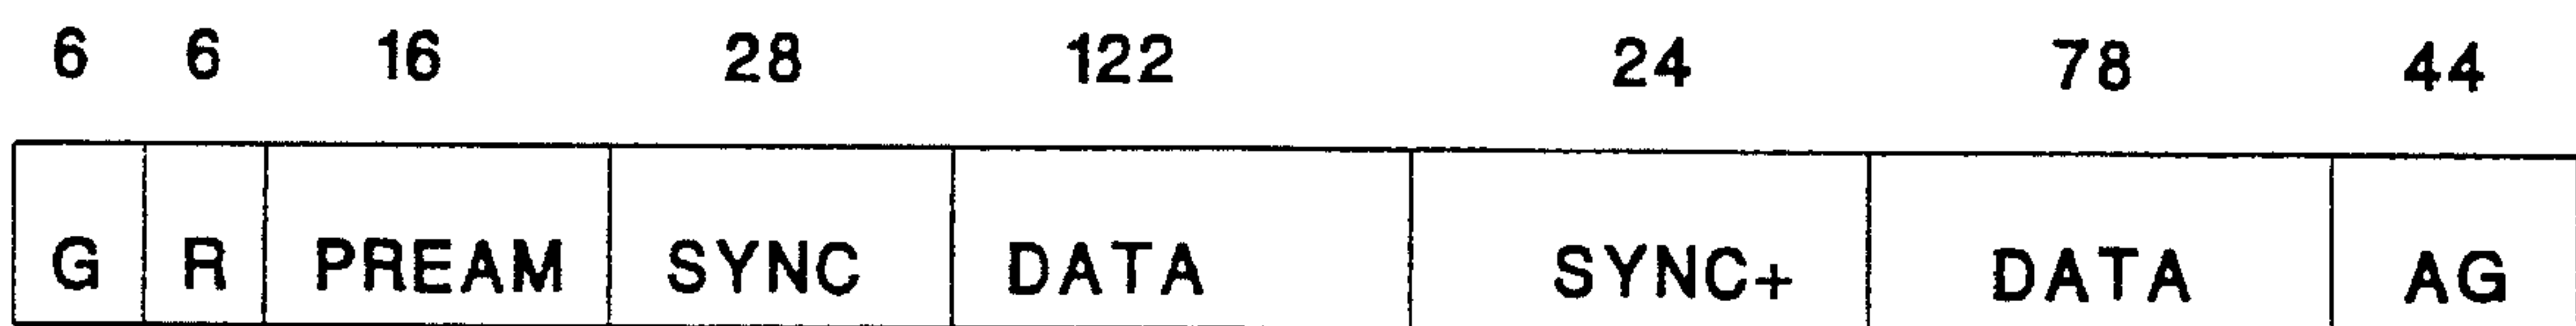 6 6 16 28 122 24 78 44
G R PREAM SYNC DATA SYNC+ DATA AG